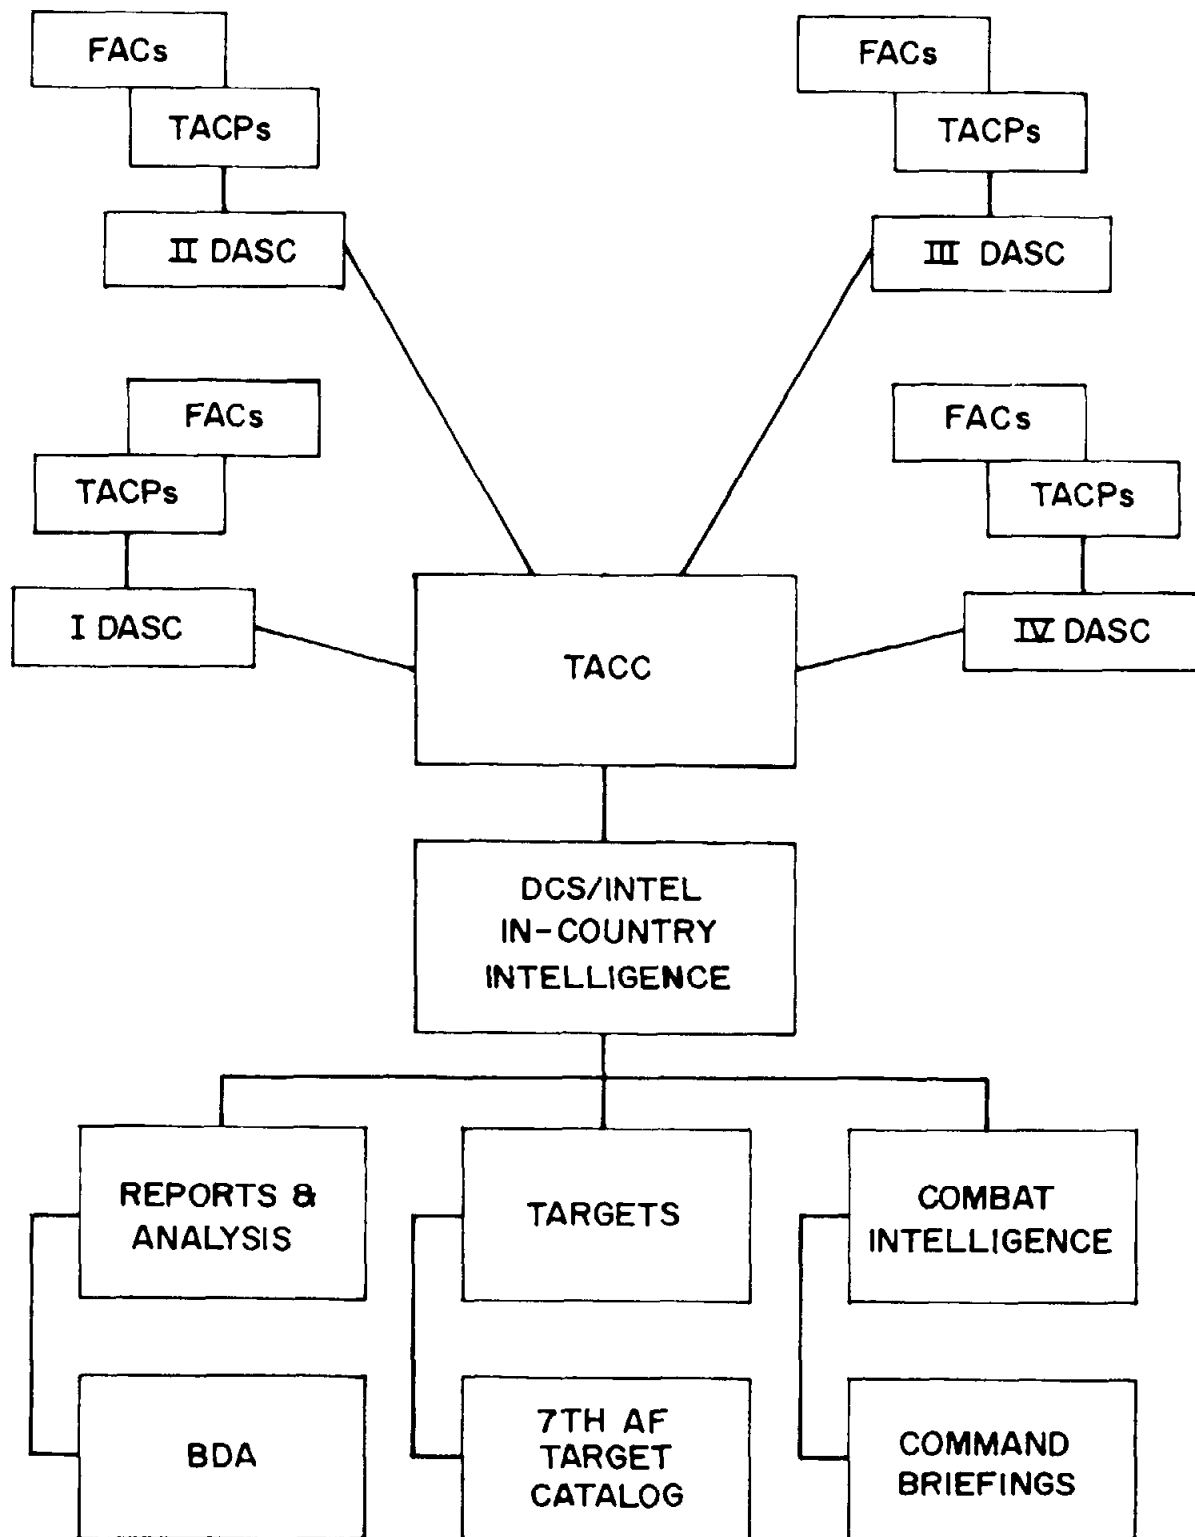 FACs
TACPs
II DASC
FACs
TACPs
III DASC
FACs
TACPs
I DASC
FACs
TACPs
IV DASC
TACC
DCS/INTEL
IN-COUNTRY
INTELLIGENCE
REPORTS &
ANALYSIS
TARGETS
COMBAT
INTELLIGENCE
BDA
7TH AF
TARGET
CATALOG
COMMAND
BRIEFINGS